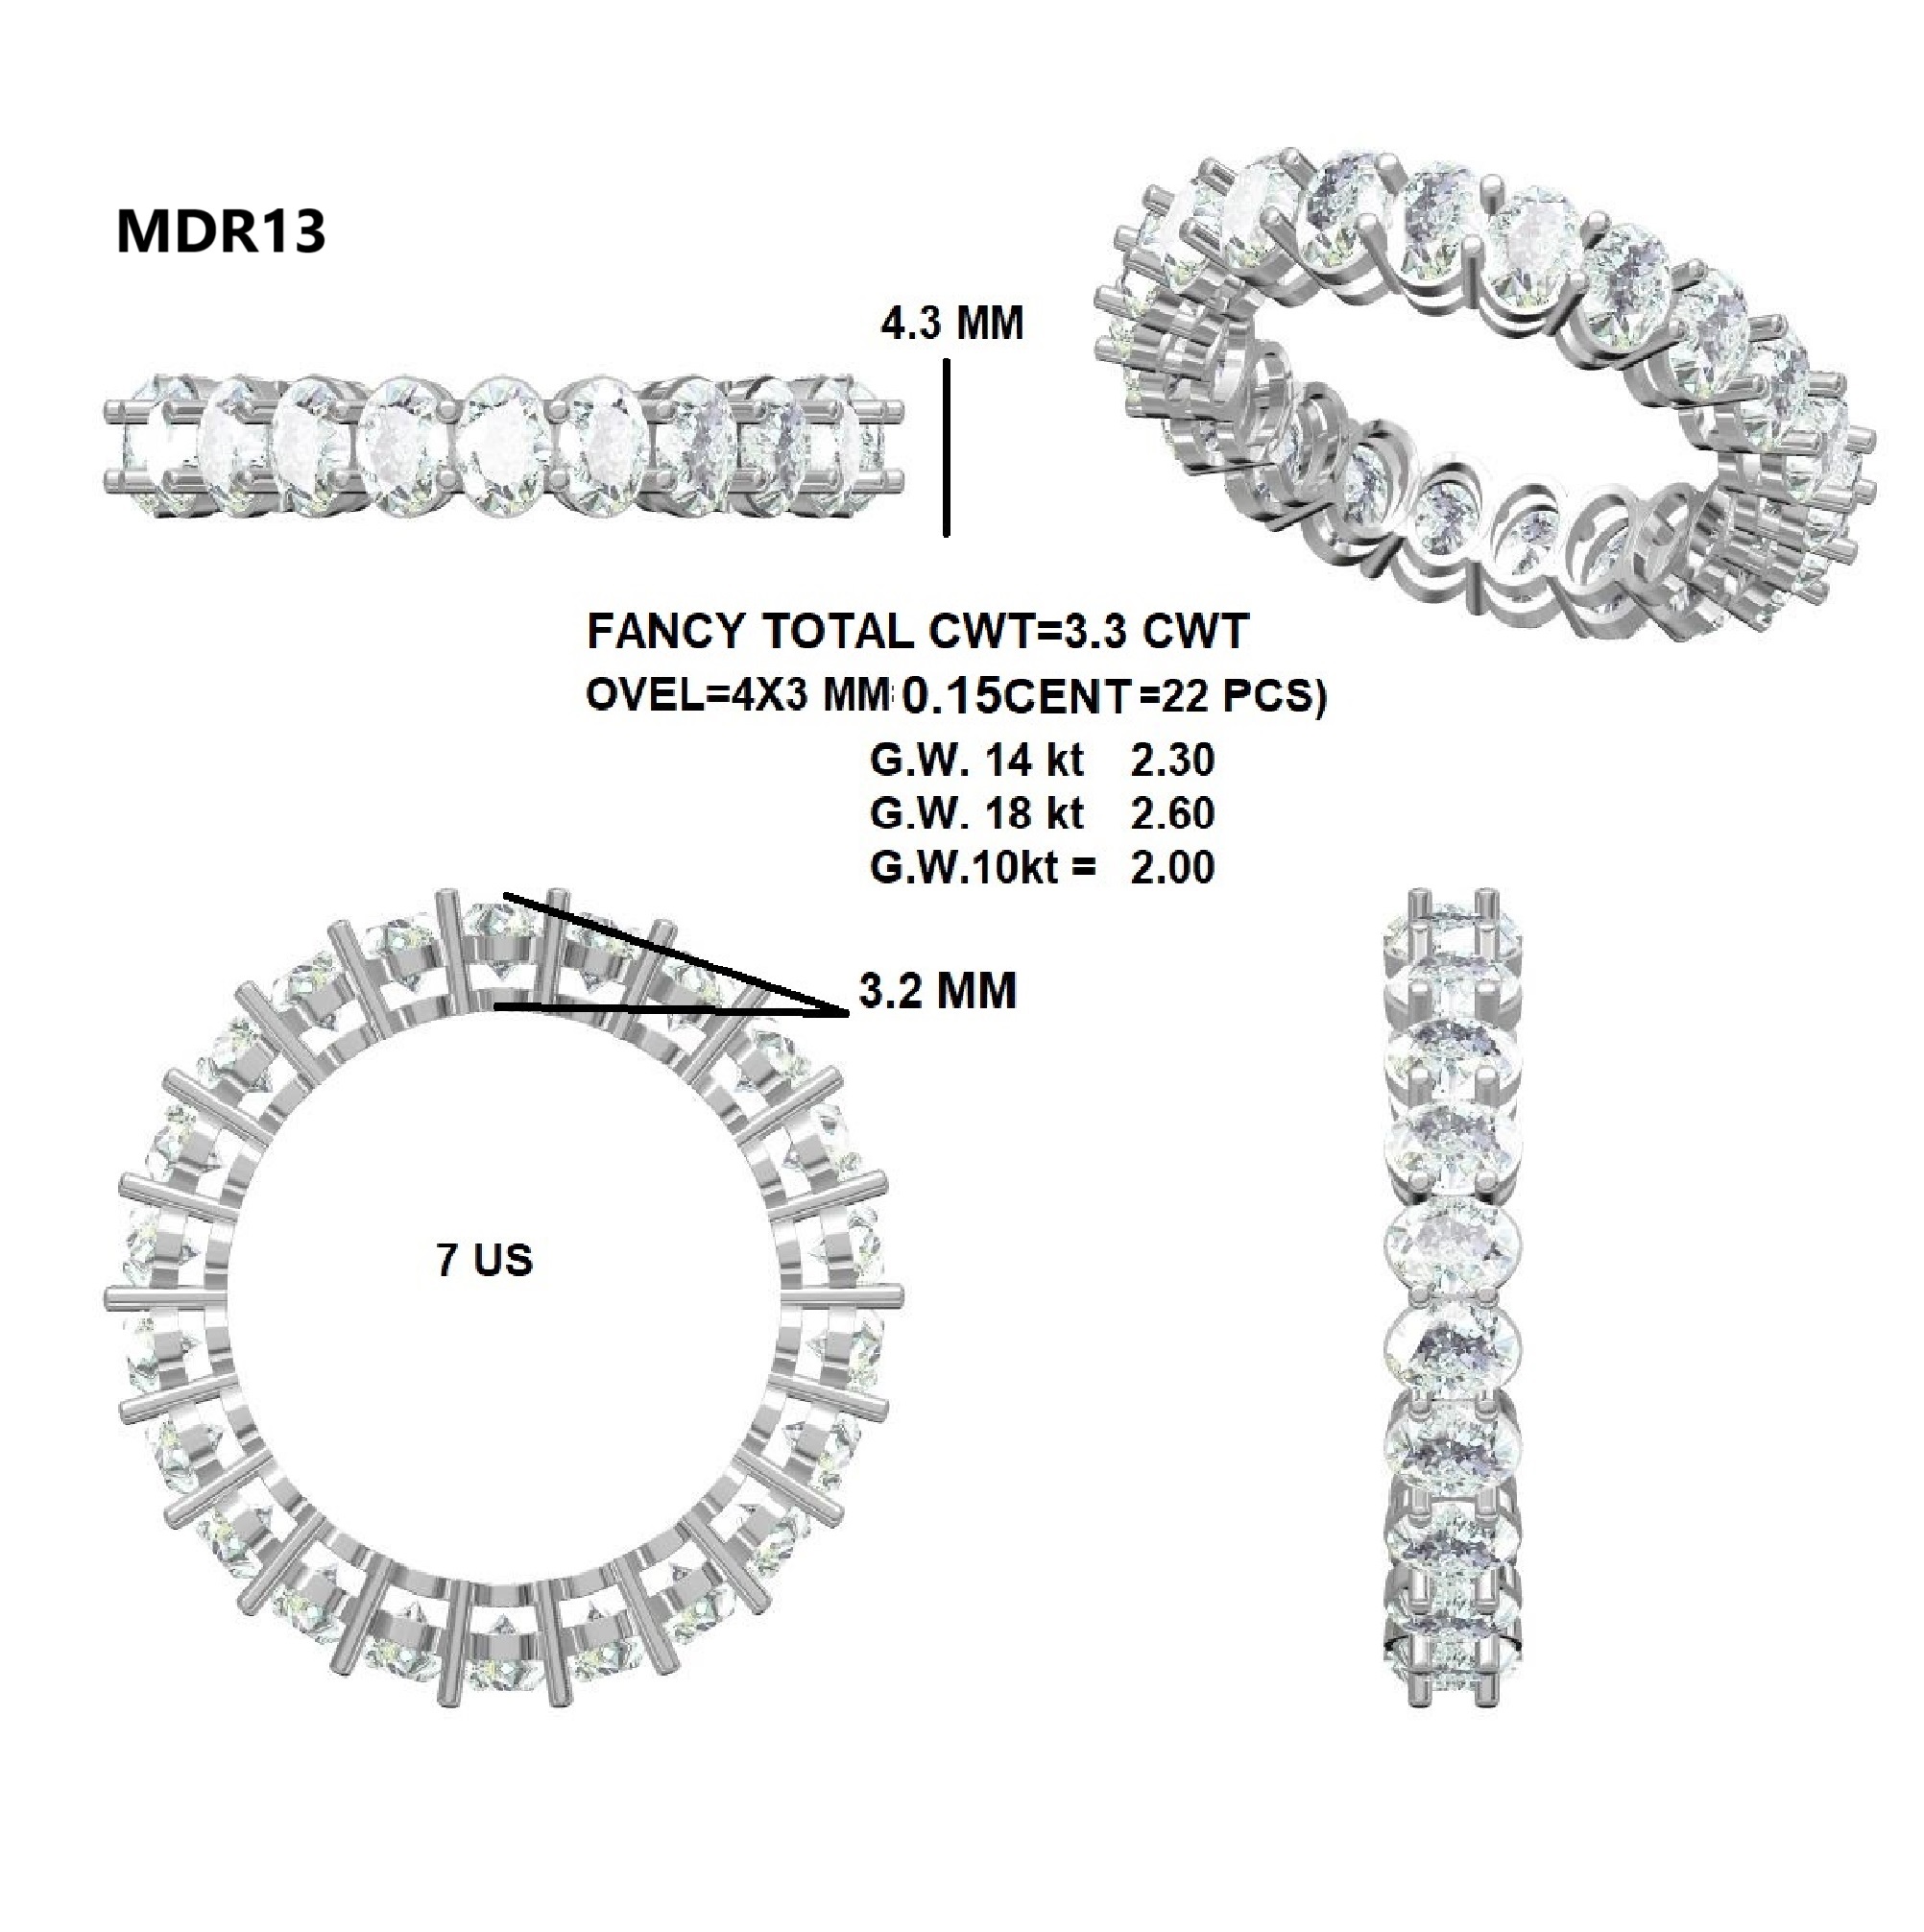 MDR13
4.3 MM
FANCY TOTAL CWT=3.3 CWT
OVEL=4X3 MM: 0.15CENT =22 PCS)
G.W. 14 kt 2.30
G.W. 18 kt 2.60
G.W.10kt = 2.00
3.2 MM
7 US